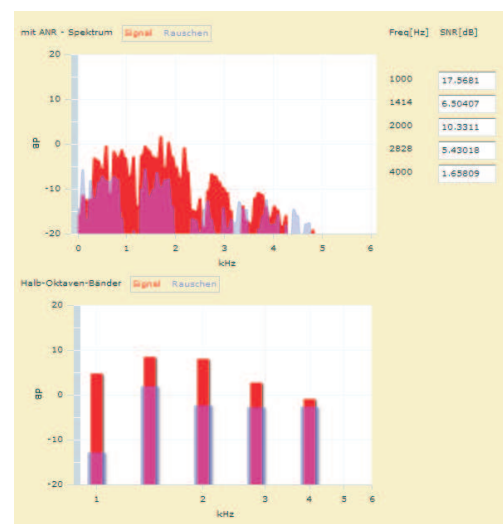 mit ANR - Spektrum Signal Rauschen
Freq[Hz] SNR[dB]
20
10
0
-10
-20
dB
0 1 2 3 4 5 6
kHz
1000 17.5681
1414 6.50407
2000 10.3311
2828 5.43018
4000 1.65809
Halb-Oktaven-Bänder Signal Rauschen
20
10
0
-10
-20
dB
1 2 3 4 5 6
kHz